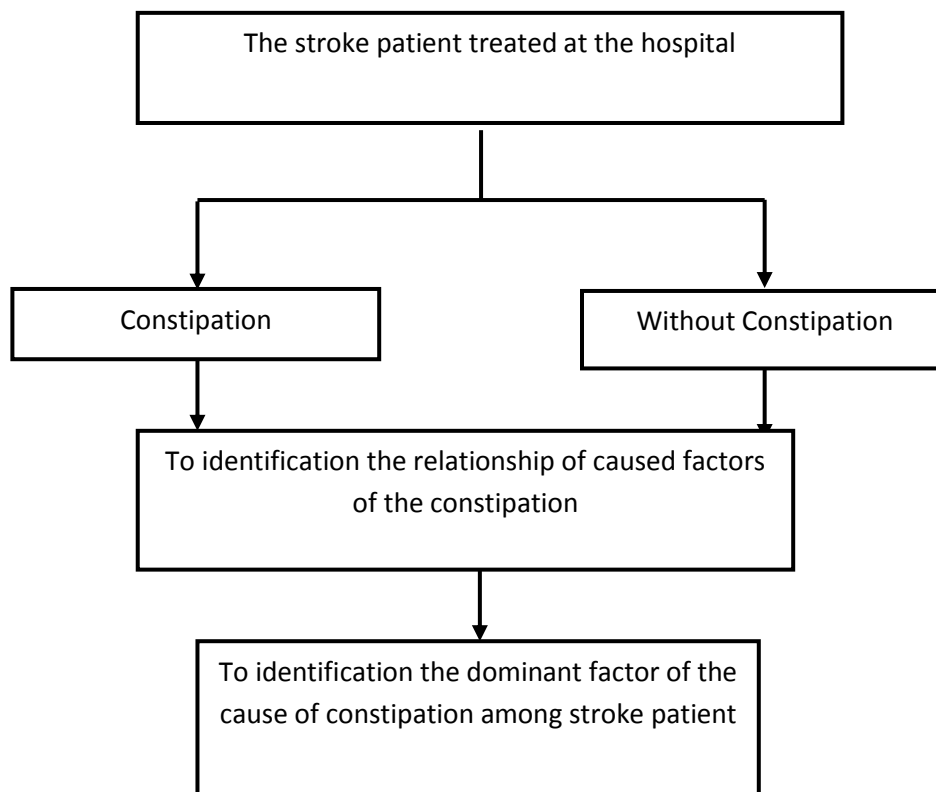 The stroke patient treated at the hospital
Constipation
Without Constipation
To identification the relationship of caused factors
of the constipation
To identification the dominant factor of the
cause of constipation among stroke patient